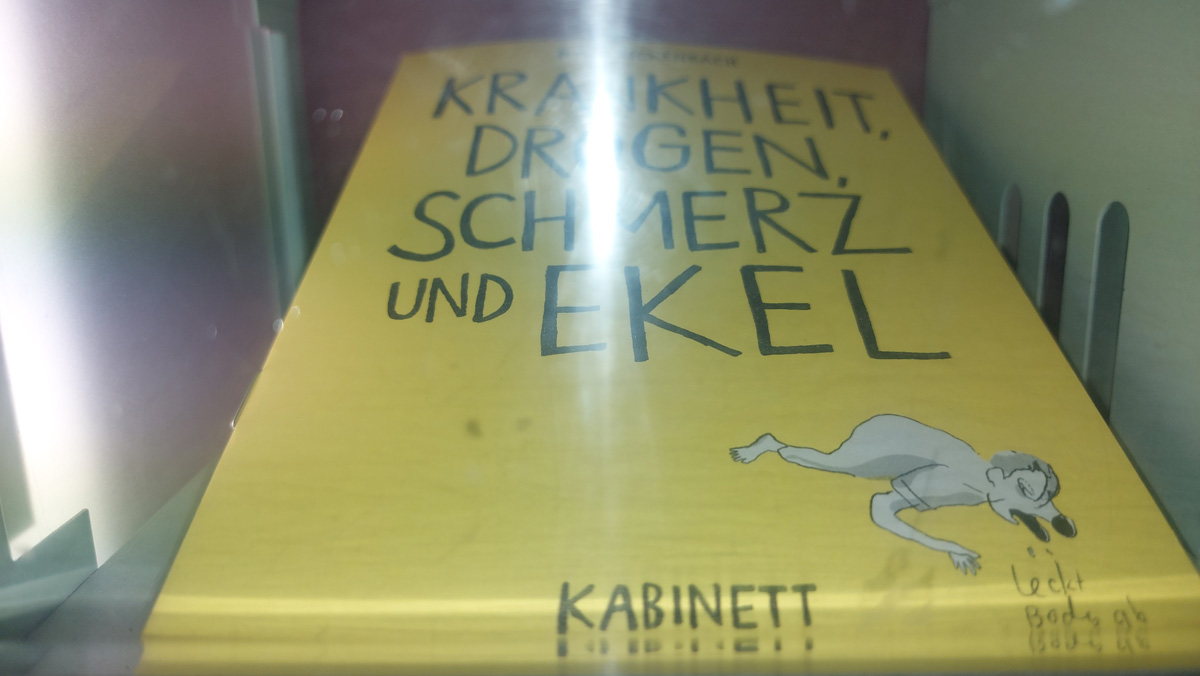 KRANKHEIT,
DROGEN,
SCHMERZ
UND EKEL
leckt
KABINETT